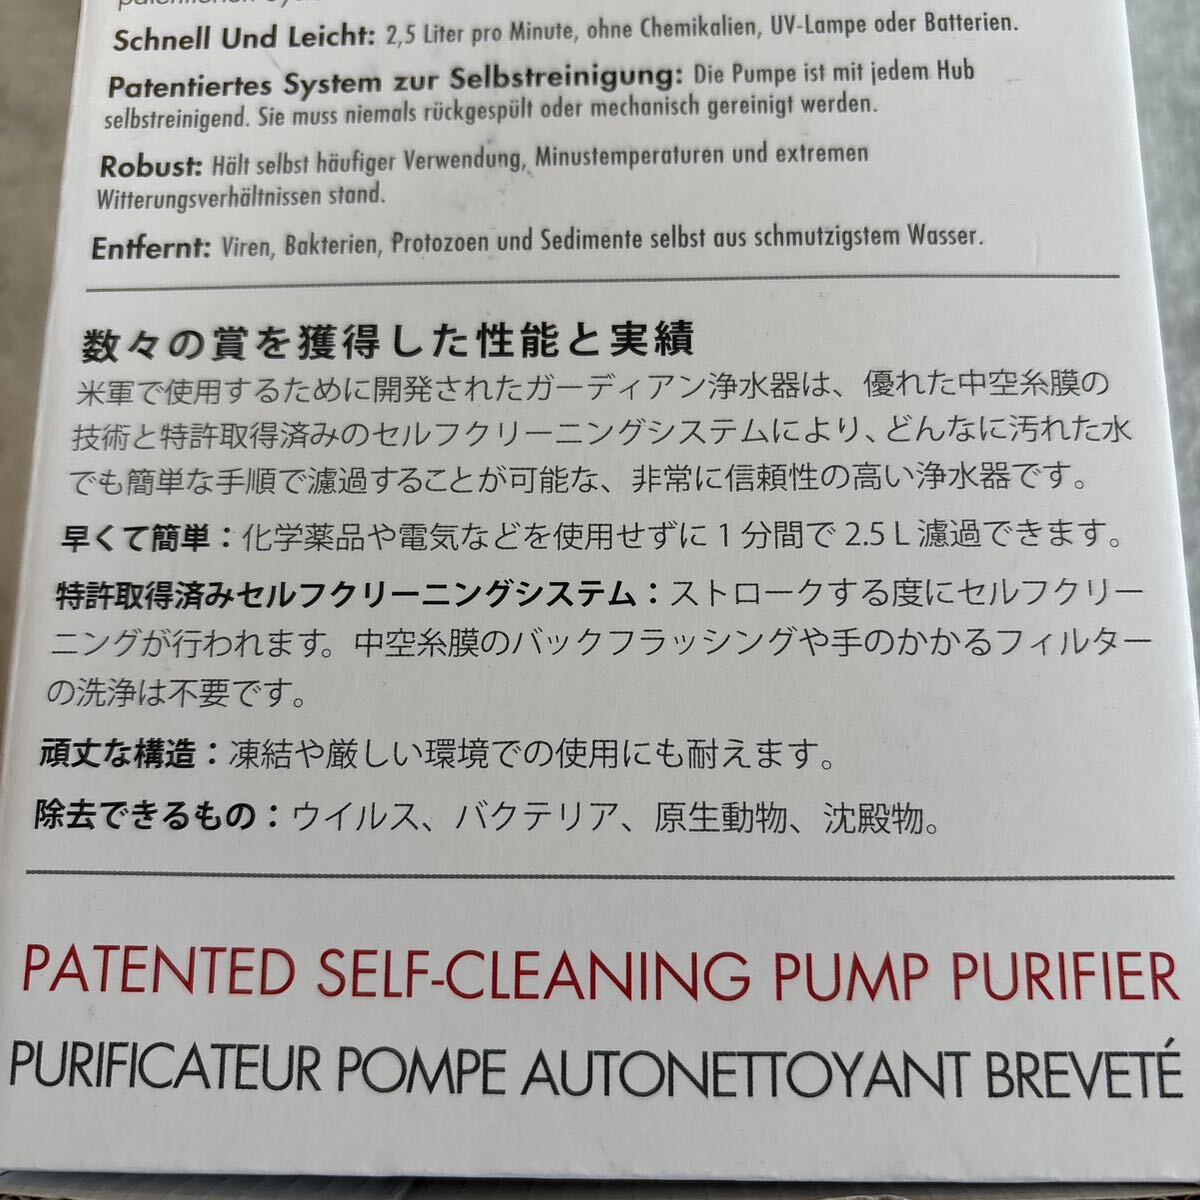 Schnell Und Leicht: 2,5 Liter pro Minute, ohne Chemikalien, UV-Lampe oder Batterien.
Patentiertes System zur Selbstreinigung: Die Pumpe ist mit jedem Hub
selbstreinigend. Sie muss niemals rückgespült oder mechanisch gereinigt werden.
Robust: Hält selbst häufiger Verwendung, Minustemperaturen und extremen
Witterungsverhältnissen stand.
Entfernt: Viren, Bakterien, Protozoen und Sedimente selbst aus schmutzigstem Wasser.
数々の賞を獲得した性能と実績
米軍で使用するために開発されたガーディアン浄水器は、優れた中空糸膜の
技術と特許取得済みのセルフクリーニングシステムにより、どんなに汚れた水
でも簡単な手順で濾過することが可能な、非常に信頼性の高い浄水器です。
早くて簡単：化学薬品や電気などを使用せずに 1 分間で 2.5 L 濾過できます。
特許取得済みセルフクリーニングシステム：ストロークする度にセルフクリー
ニングが行われます。中空糸膜のバックフラッシングや手のかかるフィルター
の洗浄は不要です。
頑丈な構造：凍結や厳しい環境での使用にも耐えます。
除去できるもの：ウイルス、バクテリア、原生動物、沈殿物。
PATENTED SELF-CLEANING PUMP PURIFIER
PURIFICATEUR POMPE AUTONETTOYANT BREVETÉ